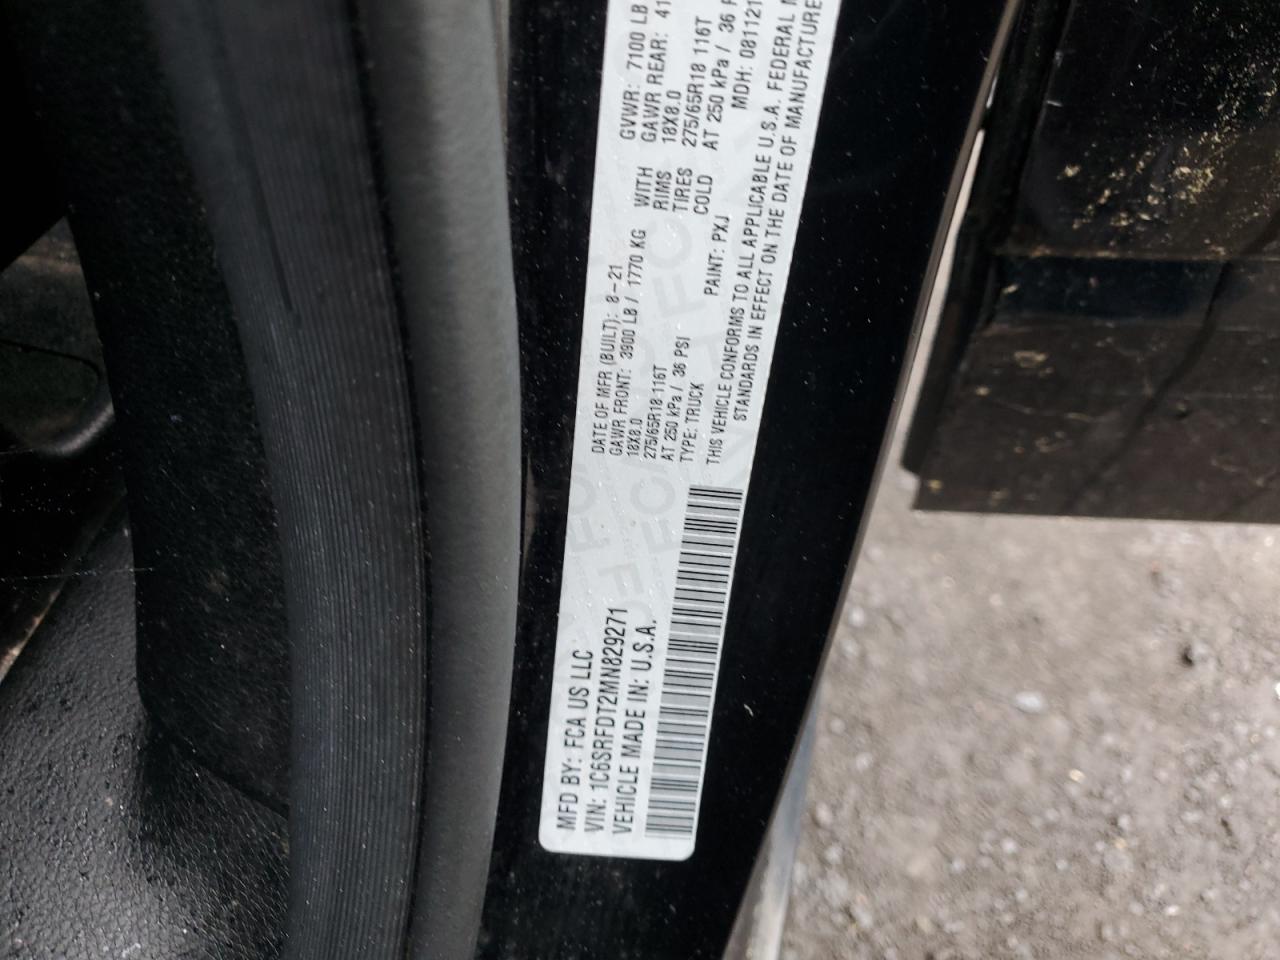 MFD BY: FCA US LLC
VIN: 1C6SRFDT2MN829271
VEHICLE MADE IN: U.S.A.
DATE OF MFR (BUILT): 8-21 GVWR: 7100 LB
GAWR FRONT: 3900 LB / 1770 KG WITH GAWR REAR: 41
18X8.0 RIMS 18X8.0
275/65R18 116T TIRES 275/65R18 116T
AT 250 kPa / 36 PSI COLD AT 250 kPa / 36 P
TYPE: TRUCK PAINT: PXJ MDH: 081121
THIS VEHICLE CONFORMS TO ALL APPLICABLE U.S.A. FEDERAL M
STANDARDS IN EFFECT ON THE DATE OF MANUFACTURE